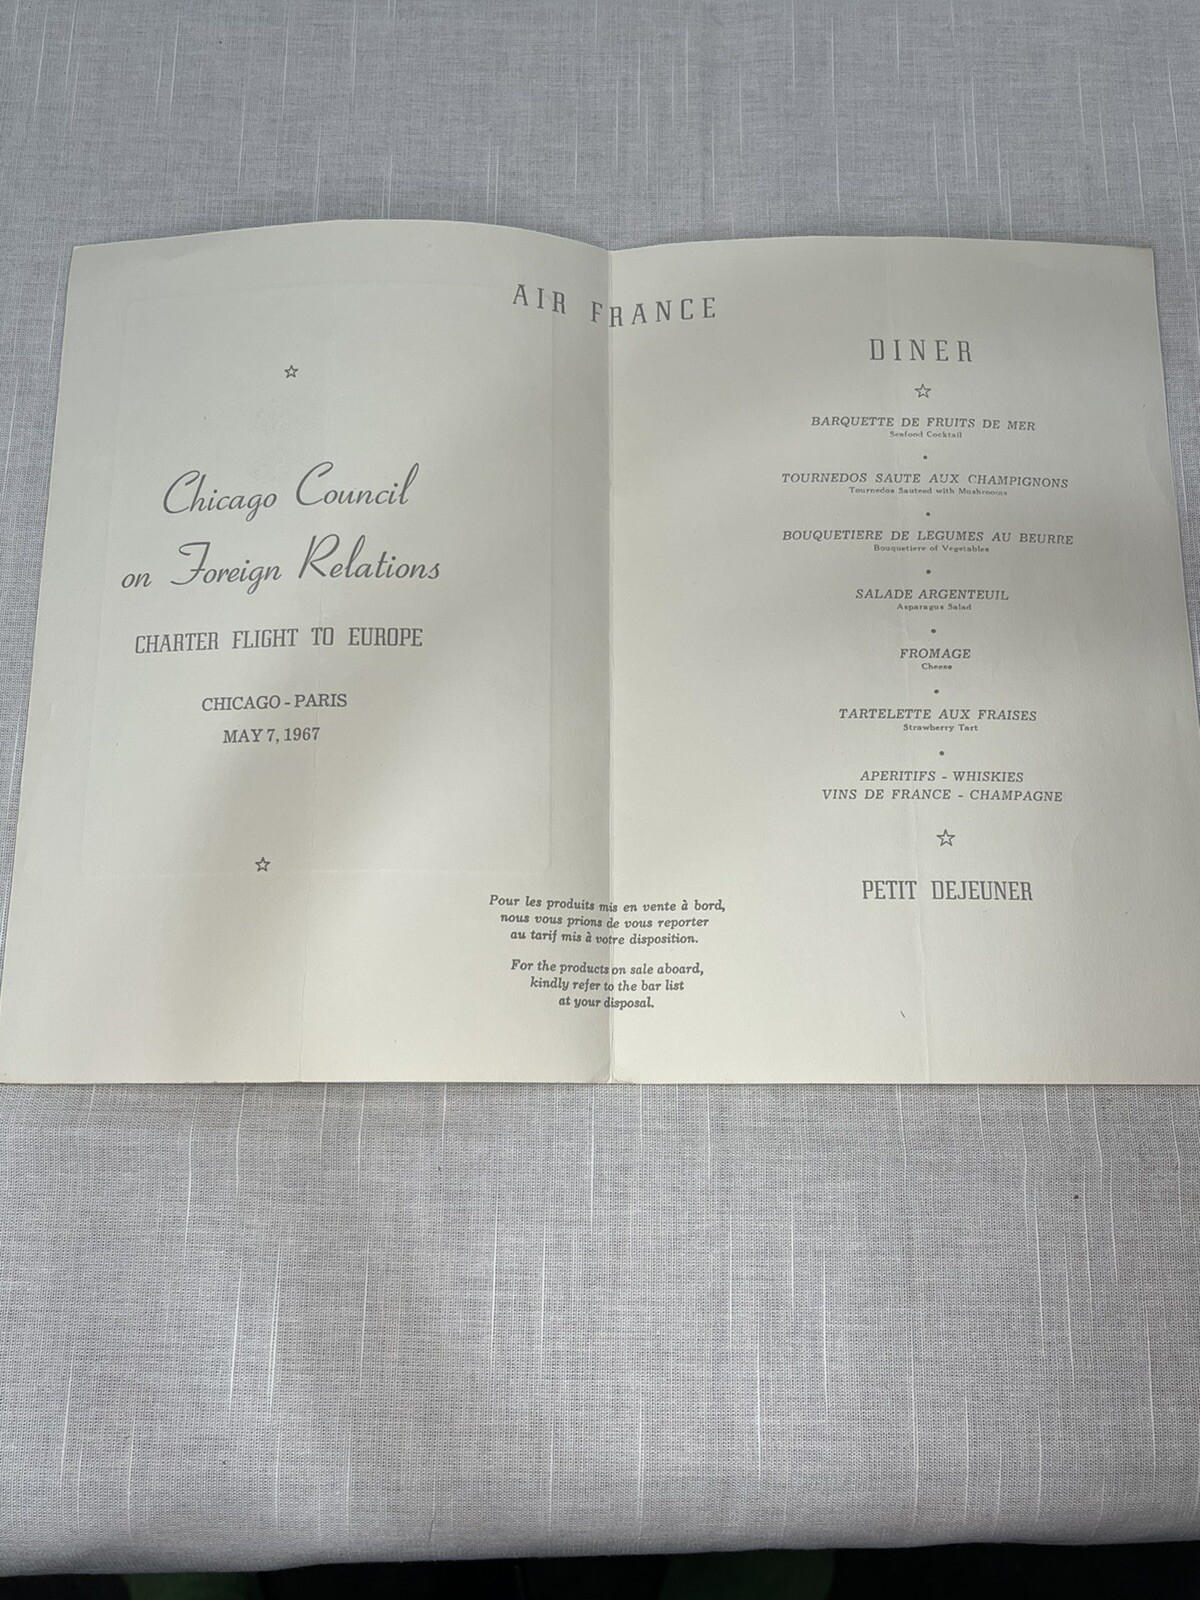 AIR FRANCE
Chicago Council
on Foreign Relations
CHARTER FLIGHT TO EUROPE
CHICAGO - PARIS
MAY 7, 1967
DINER
BARQUETTE DE FRUITS DE MER
Seafood Cocktail
TOURNEDOS SAUTE AUX CHAMPIGNONS
Tournedos Sauteed with Mushrooms
BOUQUETIERE DE LEGUMES AU BEURRE
Bouquetiere of Vegetables
SALADE ARGENTEUIL
Asparagus Salad
FROMAGE
Cheese
TARTELETTE AUX FRAISES
Strawberry Tart
APERITIFS - WHISKIES
VINS DE FRANCE - CHAMPAGNE
PETIT DEJEUNER
Pour les produits mis en vente à bord,
nous vous prions de vous reporter
au tarif mis à votre disposition.
For the products on sale aboard,
kindly refer to the bar list
at your disposal.